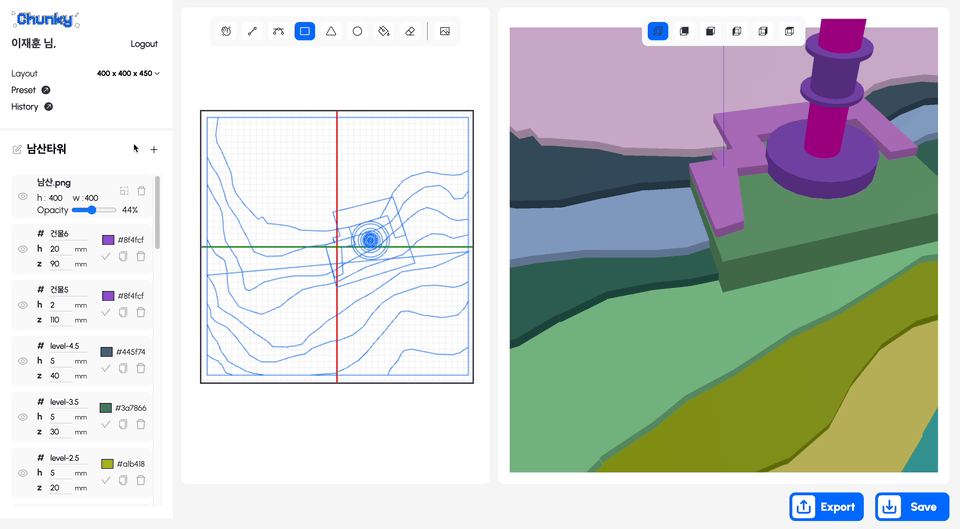 Chunky
이재훈 님, Logout
Layout 400 x 400 x 450
Preset
History
남산타워
남산.png
h : 400 w : 400
Opacity 44%
# 건물6
#8f4fcf
h 20 mm
z 90 mm
# 건물5
#8f4fcf
h 2 mm
z 110 mm
# level-4.5
#445f74
h 5 mm
z 40 mm
# level-3.5
#3a7866
h 5 mm
z 30 mm
# level-2.5
#a1b418
h 5 mm
z 20 mm
Export Save